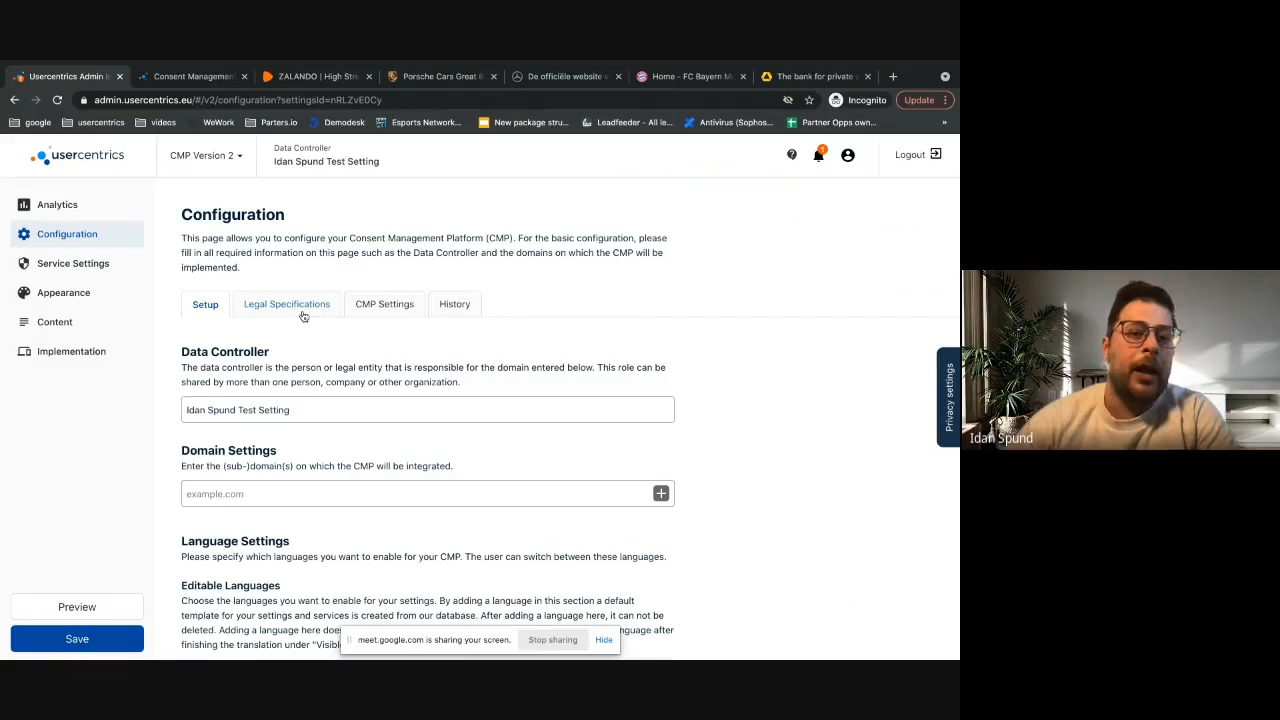 Usercentrics Admin In
Consent Managemen
ZALANDO | High Stre
Porsche Cars Great B
De officiële website v
Home - FC Bayern Mu
The bank for private a
admin.usercentrics.eu/#/v2/configuration?settingsId=nRLZvE0Cy
Incognito
Update
google
usercentrics
videos
WeWork
Parters.io
Demodesk
Esports Network...
New package stru...
Leadfeeder - All le...
Antivirus (Sophos...
Partner Opps own...
»
usercentrics
CMP Version 2
Data Controller
Idan Spund Test Setting
1
Logout
Analytics
Configuration
Service Settings
Appearance
Content
Implementation
Preview
Save
Configuration
This page allows you to configure your Consent Management Platform (CMP). For the basic configuration, please
fill in all required information on this page such as the Data Controller and the domains on which the CMP will be
implemented.
Setup
Legal Specifications
CMP Settings
History
Data Controller
The data controller is the person or legal entity that is responsible for the domain entered below. This role can be
shared by more than one person, company or other organization.
Idan Spund Test Setting
Domain Settings
Enter the (sub-)domain(s) on which the CMP will be integrated.
example.com
Language Settings
Please specify which languages you want to enable for your CMP. The user can switch between these languages.
Editable Languages
Choose the languages you want to enable for your settings. By adding a language in this section a default
template for your settings and services is created from our database. After adding a language here, it can not be
deleted. Adding a language here does
nguage after
finishing the translation under "Visibl
meet.google.com is sharing your screen.
Stop sharing
Hide
Privacy settings
Idan Spund